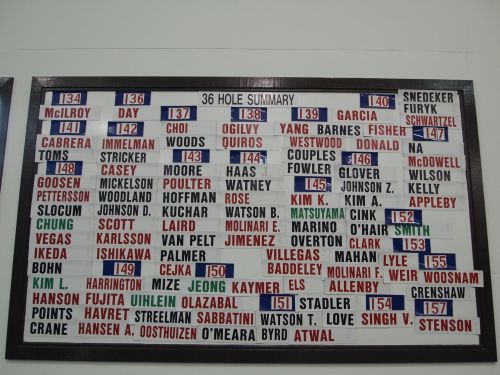 36 HOLE SUMMARY
134 136 137 138 139 140 SNEDEKER
McILROY DAY GARCIA FURYK
141 142 CHOI OGILVY YANG BARNES FISHER SCHWARTZEL
CABRERA IMMELMAN WOODS QUIROS WESTWOOD DONALD 147
TOMS STRICKER 143 144 COUPLES 146 NA
148 CASEY MOORE HAAS FOWLER GLOVER McDOWELL
GOOSEN MICKELSON POULTER WATNEY 145 JOHNSON Z. WILSON
PETTERSSON WOODLAND HOFFMAN ROSE KIM K. KIM A. KELLY
SLOCUM JOHNSON D. KUCHAR WATSON B. MATSUYAMA CINK 152 APPLEBY
CHUNG SCOTT LAIRD MOLINARI E. MARINO O'HAIR SMITH
VEGAS KARLSSON VAN PELT JIMENEZ OVERTON CLARK 153
IKEDA ISHIKAWA PALMER VILLEGAS MAHAN LYLE 155
BOHN 149 CEJKA 150 BADDELEY MOLINARI F. WEIR WOOSNAM
KIM L. HARRINGTON MIZE JEONG KAYMER ELS ALLENBY CRENSHAW
HANSON FUJITA UIHLEIN OLAZABAL 151 STADLER 154 157
POINTS HAVRET STREELMAN SABBATINI WATSON T. LOVE SINGH V. STENSON
CRANE HANSEN A. OOSTHUIZEN O'MEARA BYRD ATWAL